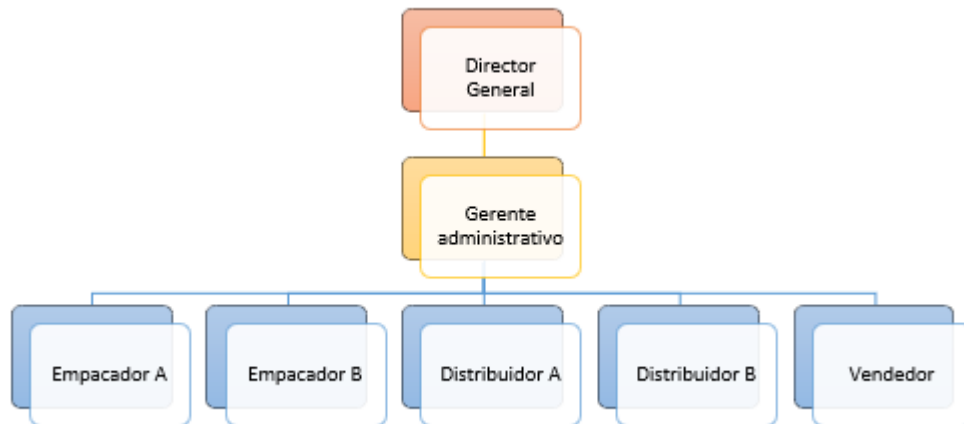 Director
General
Gerente
administrativo
Empacador A
Empacador B
Distribuidor A
Distribuidor B
Vendedor